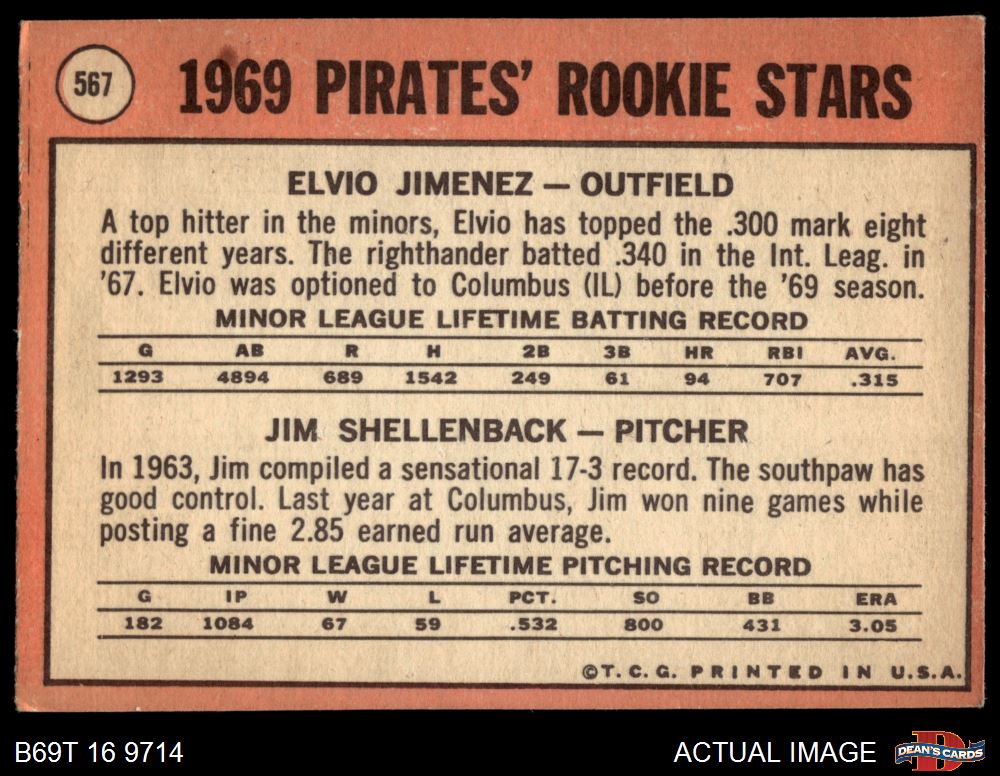 567
1969 PIRATES' ROOKIE STARS
ELVIO JIMENEZ — OUTFIELD
A top hitter in the minors, Elvio has topped the .300 mark eight
different years. The righthander batted .340 in the Int. Leag. in
'67. Elvio was optioned to Columbus (IL) before the '69 season.
MINOR LEAGUE LIFETIME BATTING RECORD
G AB R H 2B 3B HR RBI AVG.
1293 4894 689 1542 249 61 94 707 .315
JIM SHELLENBACK — PITCHER
In 1963, Jim compiled a sensational 17-3 record. The southpaw has
good control. Last year at Columbus, Jim won nine games while
posting a fine 2.85 earned run average.
MINOR LEAGUE LIFETIME PITCHING RECORD
G IP W L PCT. SO BB ERA
182 1084 67 59 .532 800 431 3.05
©T. C. G. PRINTED IN U.S.A.
B69T 16 9714
ACTUAL IMAGE
D
DEAN'S CARDS